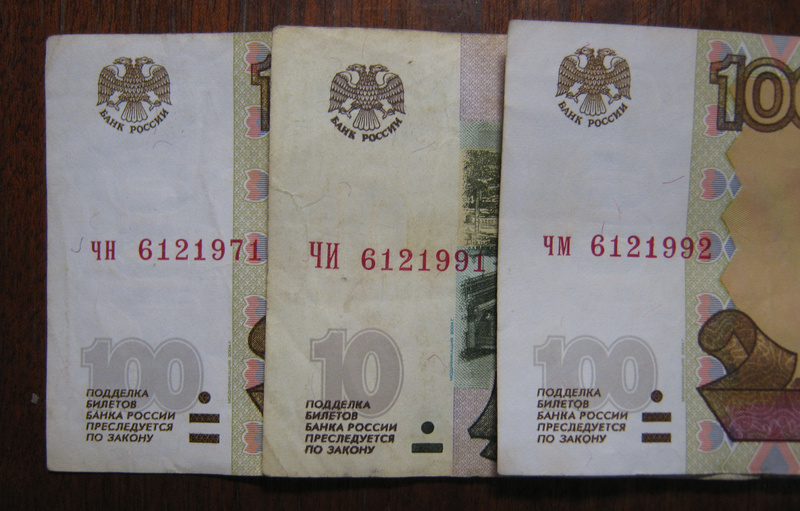 БАНК РОССИИ
ЧН 6121971
100
ПОДДЕЛКА
БИЛЕТОВ
БАНКА РОССИИ
ПРЕСЛЕДУЕТСЯ
ПО ЗАКОНУ
БАНК РОССИИ
ЧИ 6121991
10
ПОДДЕЛКА
БИЛЕТОВ
БАНКА РОССИИ
ПРЕСЛЕДУЕТСЯ
ПО ЗАКОНУ
БАНК РОССИИ
100
ЧМ 6121992
100
ПОДДЕЛКА
БИЛЕТОВ
БАНКА РОССИИ
ПРЕСЛЕДУЕТСЯ
ПО ЗАКОНУ